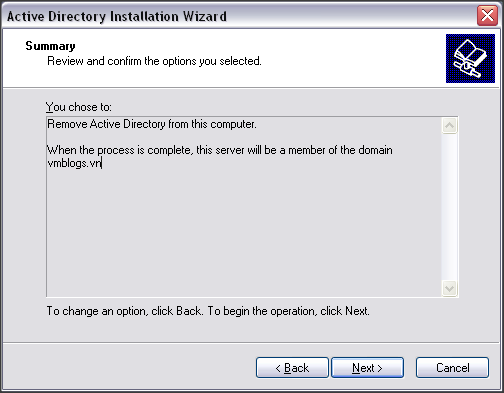 Active Directory Installation Wizard
Summary
Review and confirm the options you selected.
You chose to:
Remove Active Directory from this computer.
When the process is complete, this server will be a member of the domain
vmblogs.vn
To change an option, click Back. To begin the operation, click Next.
< Back
Next >
Cancel